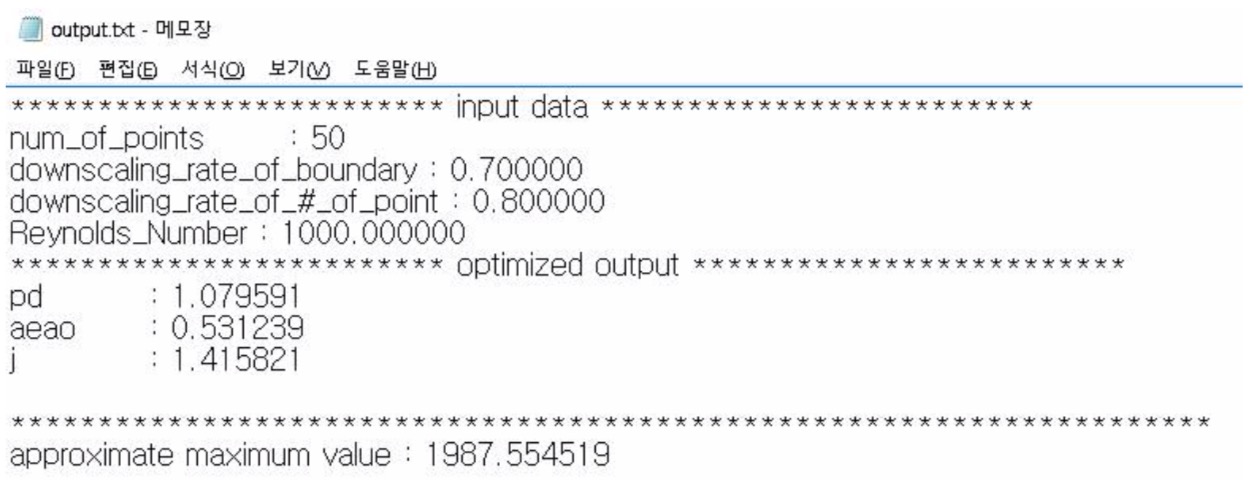 output.txt - 메모장
파일(F) 편집(E) 서식(O) 보기(V) 도움말(H)
************************* input data *************************
num_of_points : 50
downscaling_rate_of_boundary : 0.700000
downscaling_rate_of_#_of_point : 0.800000
Reynolds_Number : 1000.000000
************************* optimized output *************************
pd : 1.079591
aeao : 0.531239
j : 1.415821
*********************************************************************
approximate maximum value : 1987.554519